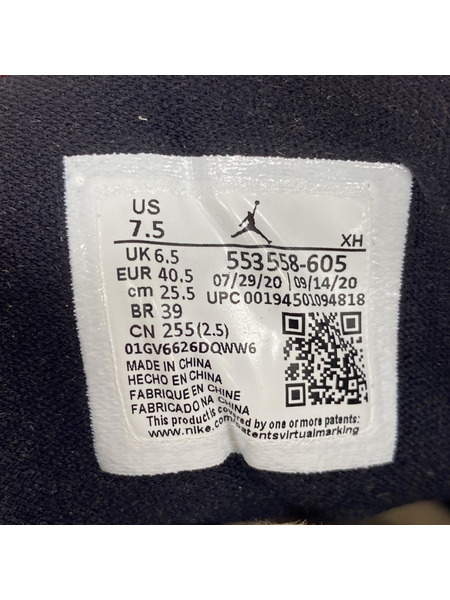 US
7.5
XH
UK 6.5
EUR 40.5
cm 25.5
BR 39
CN 255(2.5)
553558-605
07/29/20 09/14/20
UPC 00194501094818
01GV6626DQWW6
MADE IN CHINA
HECHO EN CHINA
FABRIQUE EN CHINE
FABRICADO NA CHINA
This product is covered by one or more patents:
www.nike.com/patentsvirtualmarking